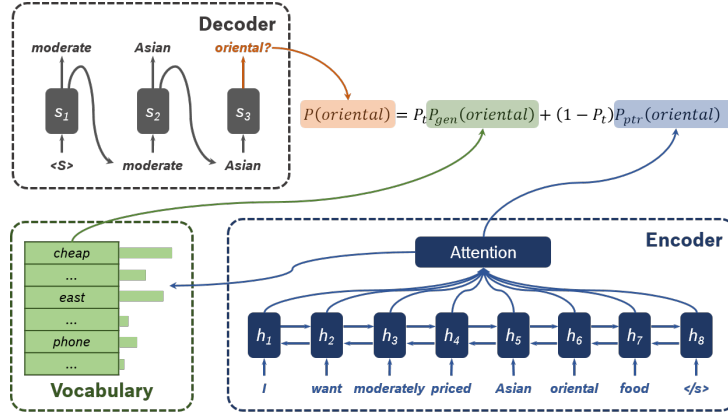 Decoder
moderate Asian oriental?
s1 s2 s3
<S> moderate Asian
P(oriental) = PtPgen(oriental) + (1 − Pt)Pptr(oriental)
cheap
...
east
...
phone
...
Vocabulary
Encoder
Attention
h1 h2 h3 h4 h5 h6 h7 h8
I want moderately priced Asian oriental food </s>